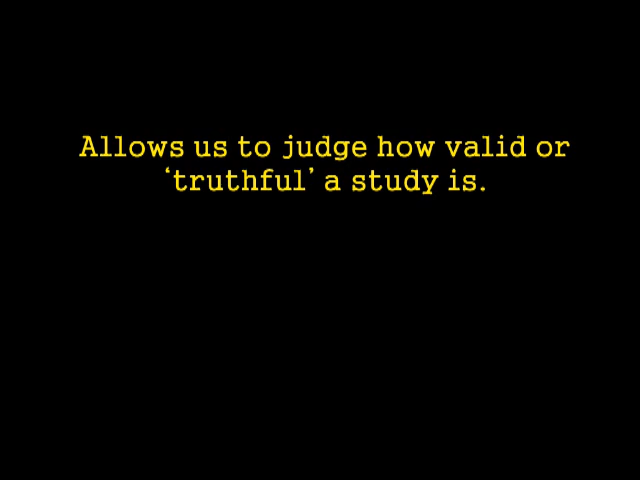 Allows us to judge how valid or
‘truthful’ a study is.